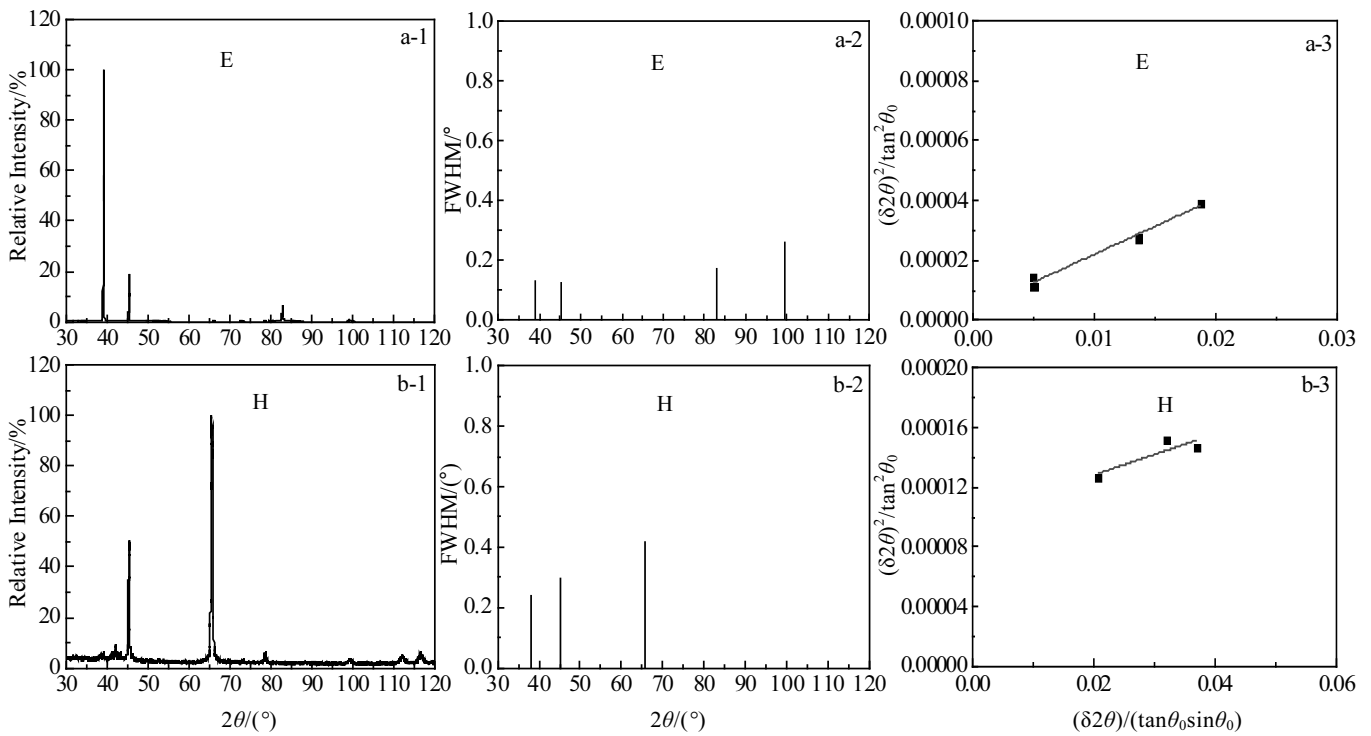 a-1
E
Relative Intensity/%
120
100
80
60
40
20
0
30 40 50 60 70 80 90 100 110 120
a-2
E
FWHM/°
1.0
0.8
0.6
0.4
0.2
0.0
30 40 50 60 70 80 90 100 110 120
a-3
E
(δ2θ)²/tan²θ₀
0.00010
0.00008
0.00006
0.00004
0.00002
0.00000
0.00 0.01 0.02 0.03
b-1
H
Relative Intensity/%
120
100
80
60
40
20
0
30 40 50 60 70 80 90 100 110 120
2θ/(°)
b-2
H
FWHM/(°)
1.0
0.8
0.6
0.4
0.2
0.0
30 40 50 60 70 80 90 100 110 120
2θ/(°)
b-3
H
(δ2θ)²/tan²θ₀
0.00020
0.00016
0.00012
0.00008
0.00004
0.00000
0.00 0.02 0.04 0.06
(δ2θ)/(tanθ₀sinθ₀)